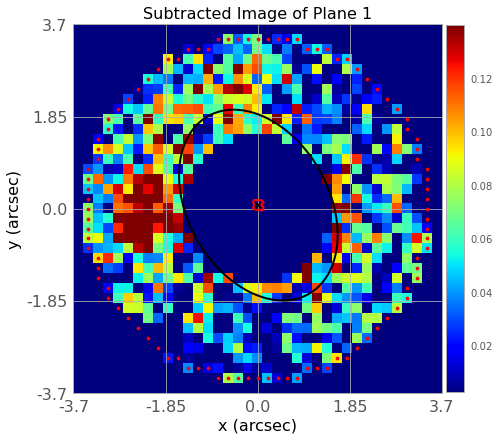 Subtracted Image of Plane 1
3.7
1.85
0.0
-1.85
-3.7
y (arcsec)
-3.7 -1.85 0.0 1.85 3.7
x (arcsec)
0.12
0.10
0.08
0.06
0.04
0.02